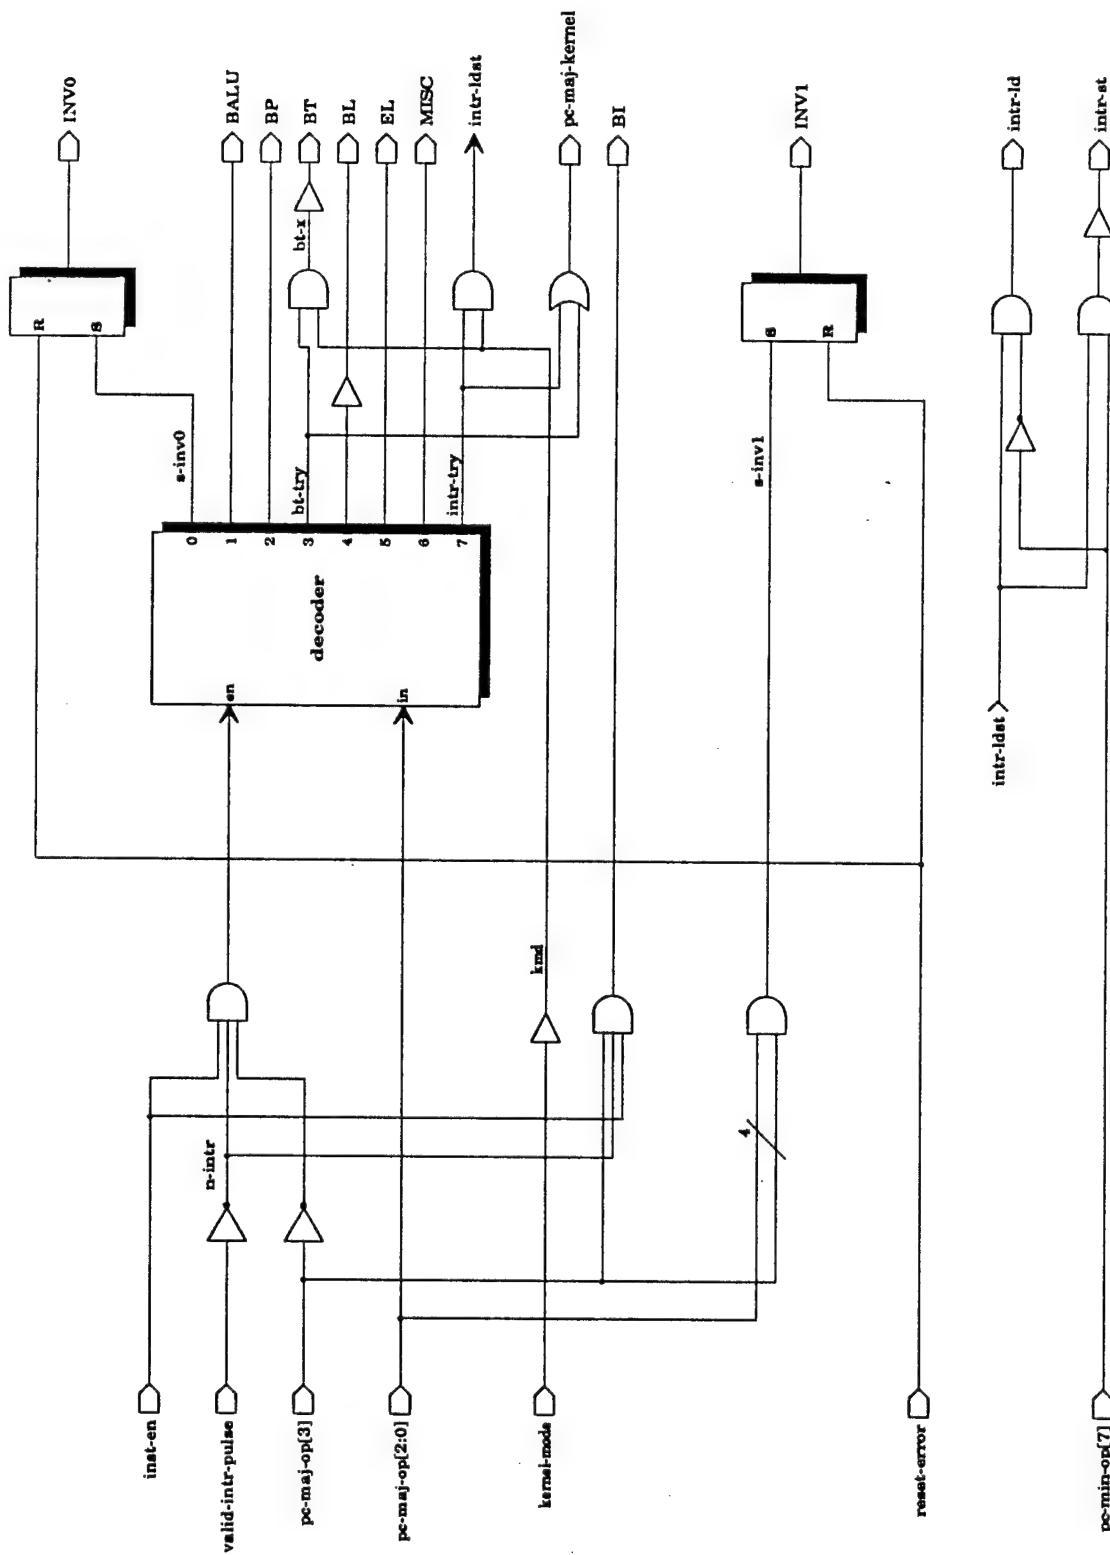 inst-en
valid-intr-pulse
pc-maj-op[3]
pc-maj-op[2:0]
kernel-mode
reset-error
pc-min-op[7]
n-intr
kmd
4
en
in
decoder
0
1
2
3
4
5
6
7
s-inv0
bt-try
intr-try
s-inv1
R
S
S
R
bt-x
intr-ldst
INV0
BALU
BP
BT
BL
EL
MISC
intr-ldst
pc-maj-kernel
BI
INV1
intr-ld
intr-st